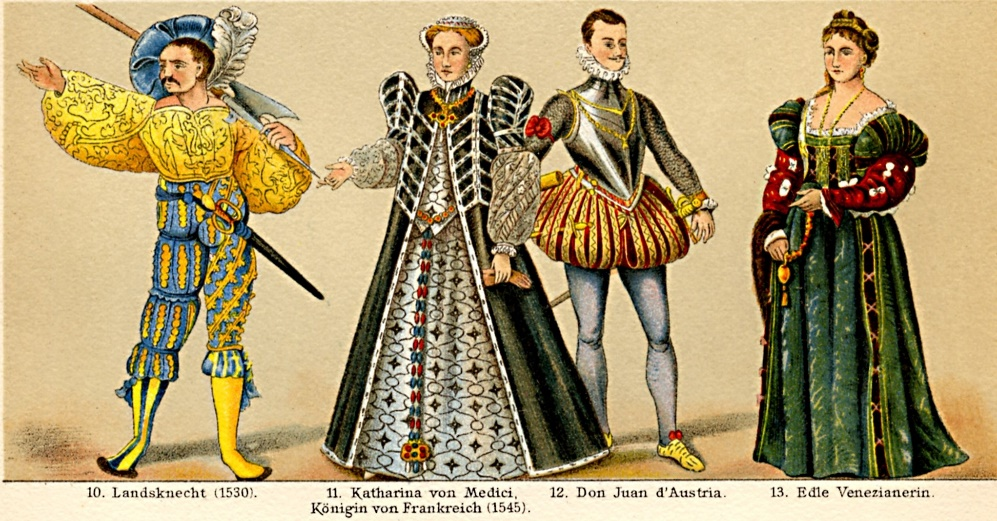 10. Landsknecht (1530).
11. Katharina von Medici,
Königin von Frankreich (1545).
12. Don Juan d'Austria.
13. Edle Venezianerin.